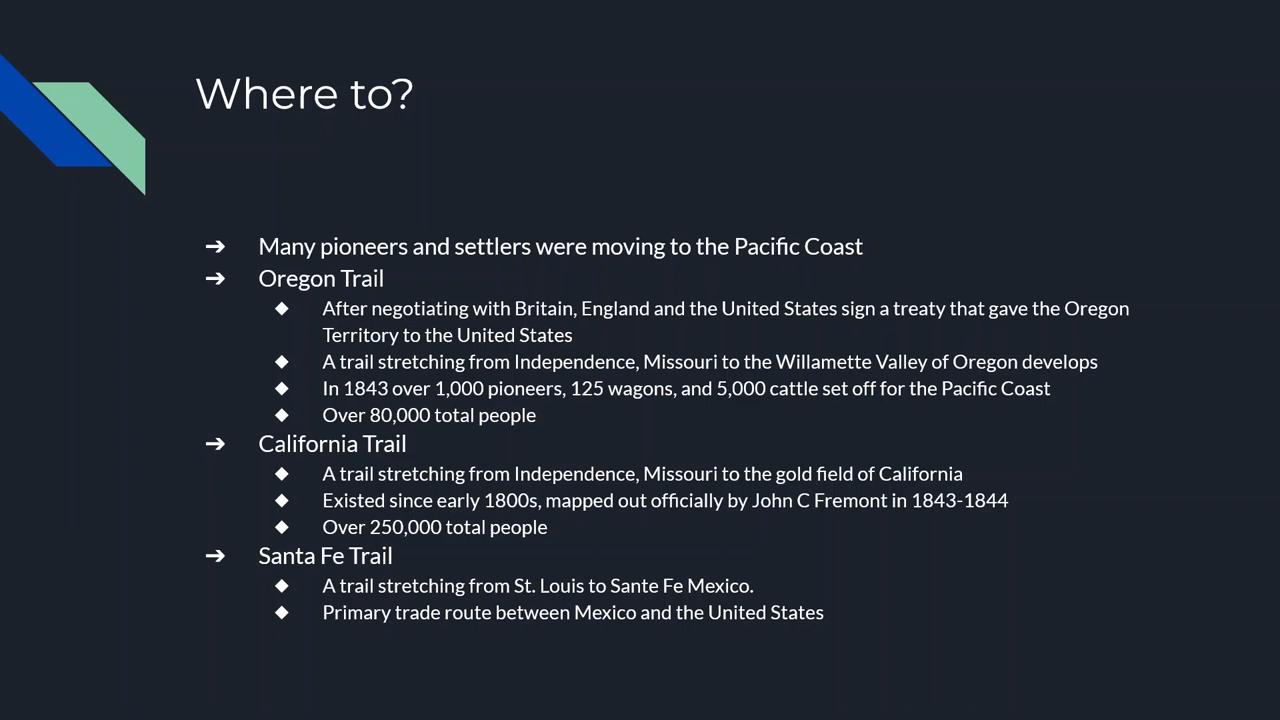 Where to?
➔ Many pioneers and settlers were moving to the Pacific Coast
➔ Oregon Trail
◆ After negotiating with Britain, England and the United States sign a treaty that gave the Oregon
Territory to the United States
◆ A trail stretching from Independence, Missouri to the Willamette Valley of Oregon develops
◆ In 1843 over 1,000 pioneers, 125 wagons, and 5,000 cattle set off for the Pacific Coast
◆ Over 80,000 total people
➔ California Trail
◆ A trail stretching from Independence, Missouri to the gold field of California
◆ Existed since early 1800s, mapped out officially by John C Fremont in 1843-1844
◆ Over 250,000 total people
➔ Santa Fe Trail
◆ A trail stretching from St. Louis to Sante Fe Mexico.
◆ Primary trade route between Mexico and the United States